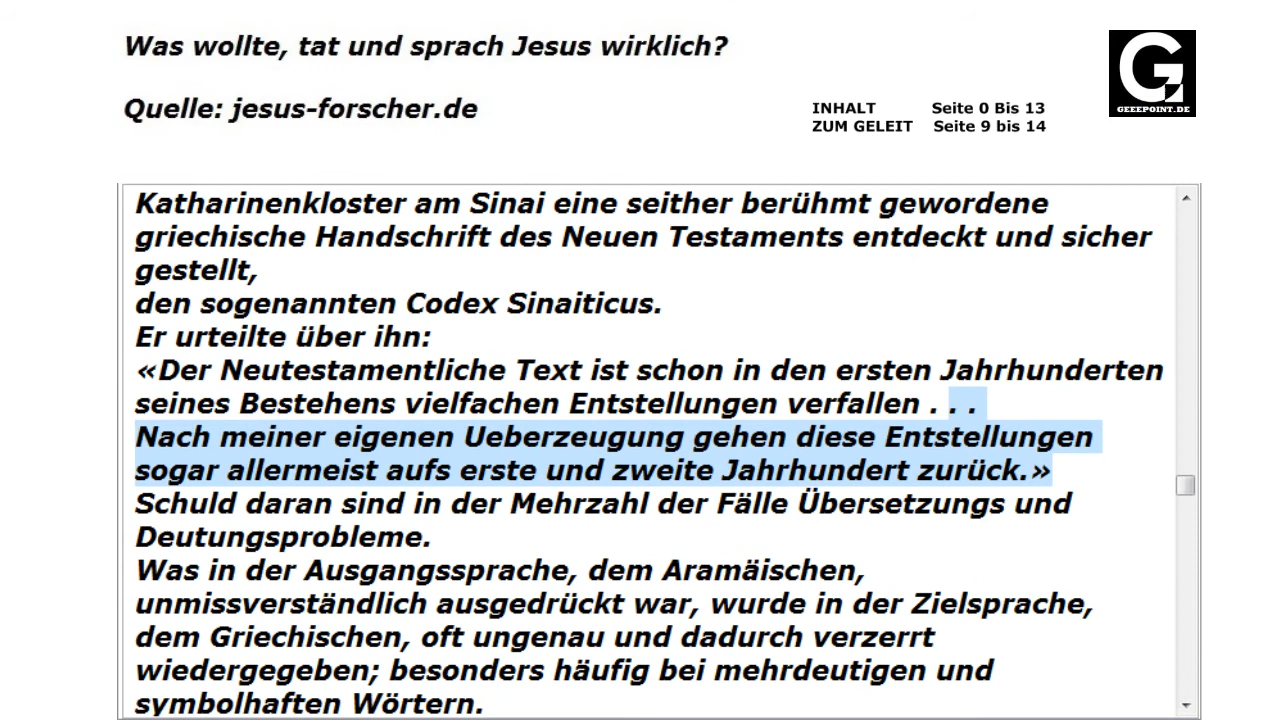 Was wollte, tat und sprach Jesus wirklich?
Quelle: jesus-forscher.de
INHALT Seite 0 Bis 13
ZUM GELEIT Seite 9 bis 14
G
GEEEPOINT.DE
Katharinenkloster am Sinai eine seither berühmt gewordene
griechische Handschrift des Neuen Testaments entdeckt und sicher
gestellt,
den sogenannten Codex Sinaiticus.
Er urteilte über ihn:
«Der Neutestamentliche Text ist schon in den ersten Jahrhunderten
seines Bestehens vielfachen Entstellungen verfallen . . .
Nach meiner eigenen Ueberzeugung gehen diese Entstellungen
sogar allermeist aufs erste und zweite Jahrhundert zurück.»
Schuld daran sind in der Mehrzahl der Fälle Übersetzungs und
Deutungsprobleme.
Was in der Ausgangssprache, dem Aramäischen,
unmissverständlich ausgedrückt war, wurde in der Zielsprache,
dem Griechischen, oft ungenau und dadurch verzerrt
wiedergegeben; besonders häufig bei mehrdeutigen und
symbolhaften Wörtern.